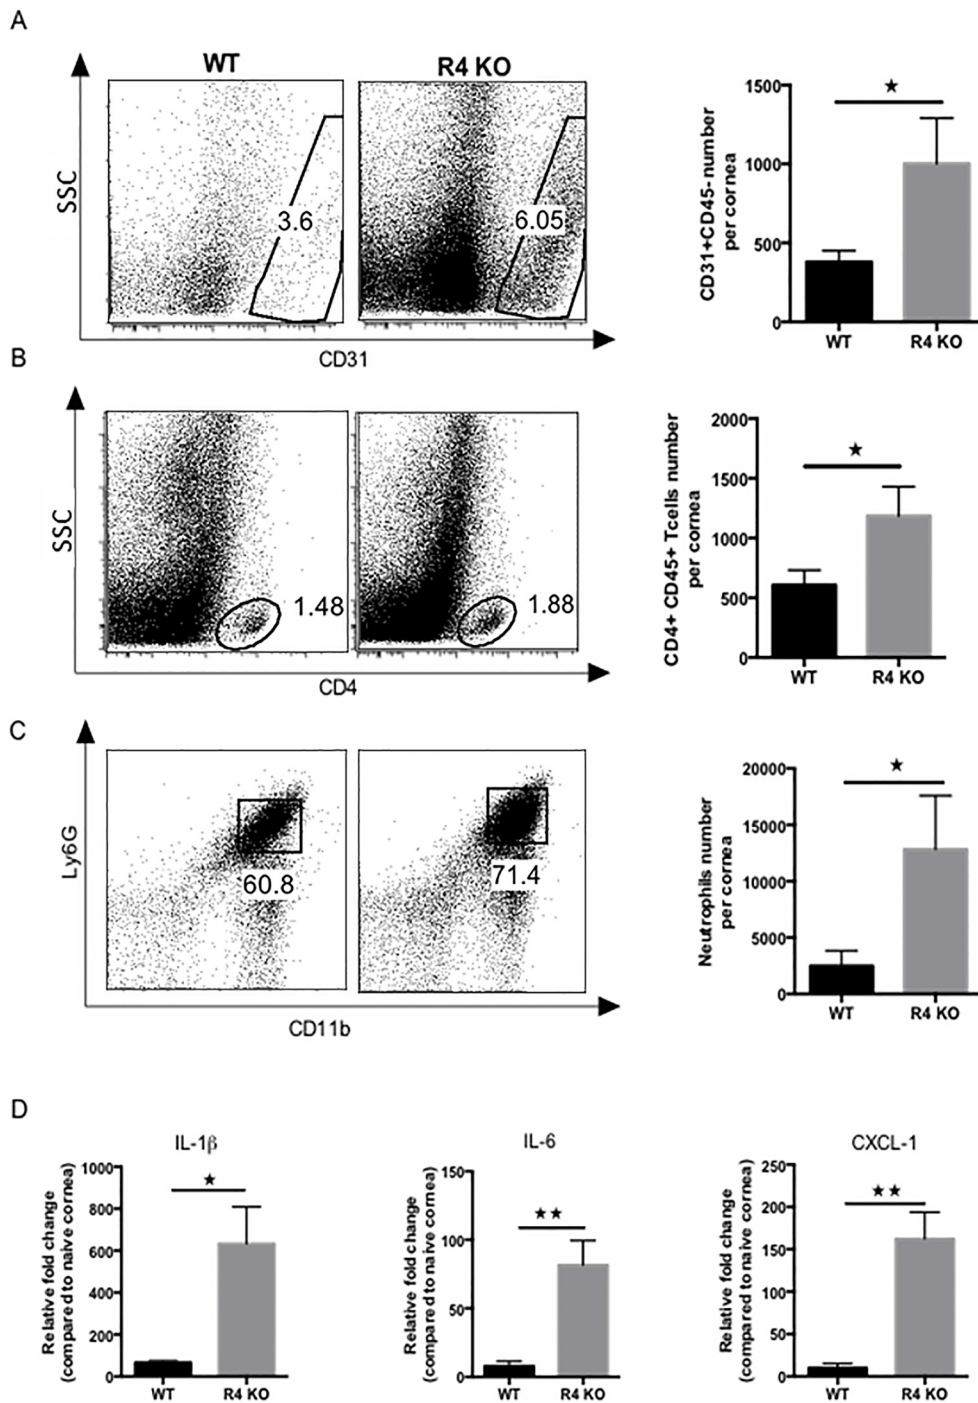 A
WT
R4 KO
SSC
3.6
6.05
CD31
1500
1000
500
0
CD31+CD45- number
per cornea
WT
R4 KO
B
SSC
1.48
1.88
CD4
2000
1500
1000
500
0
CD4+ CD45+ Tcells number
per cornea
WT
R4 KO
C
Ly6G
60.8
71.4
CD11b
20000
15000
10000
5000
0
Neutrophils number
per cornea
WT
R4 KO
D
IL-1β
Relative fold change
(compared to naive cornea)
1000
800
600
400
200
0
WT
R4 KO
IL-6
Relative fold change
(compared to naive cornea)
150
100
50
0
WT
R4 KO
CXCL-1
Relative fold change
(compared to naive cornea)
250
200
150
100
50
0
WT
R4 KO